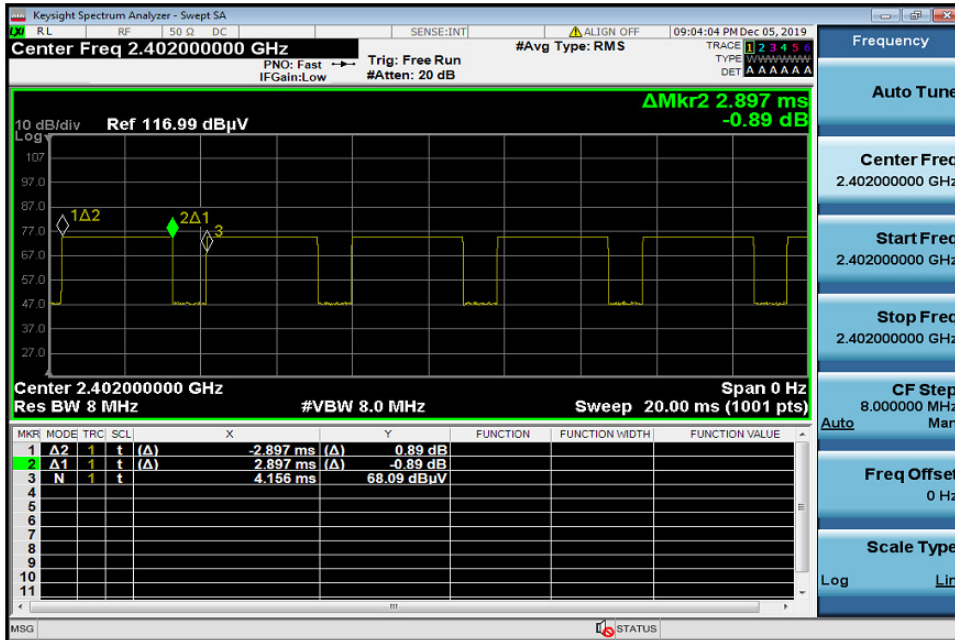 Keysight Spectrum Analyzer - Swept SA
RL RF 50 Ω DC SENSE:INT ALIGN OFF 09:04:04 PM Dec 05, 2019
Center Freq 2.402000000 GHz #Avg Type: RMS TRACE 1 2 3 4 5 6
PNO: Fast Trig: Free Run TYPE WWWWWW
IFGain:Low #Atten: 20 dB DET A A A A A A
ΔMkr2 2.897 ms
10 dB/div Ref 116.99 dBµV -0.89 dB
Log
107
97.0
87.0
1Δ2 2Δ1
77.0 3
67.0
57.0
47.0
37.0
27.0
Center 2.402000000 GHz Span 0 Hz
Res BW 8 MHz #VBW 8.0 MHz Sweep 20.00 ms (1001 pts)
MKR MODE TRC SCL X Y FUNCTION FUNCTION WIDTH FUNCTION VALUE
1 Δ2 1 t (Δ) -2.897 ms (Δ) 0.89 dB
2 Δ1 1 t (Δ) 2.897 ms (Δ) -0.89 dB
3 N 1 t 4.156 ms 68.09 dBµV
4
5
6
7
8
9
10
11
MSG STATUS
Frequency
Auto Tune
Center Freq
2.402000000 GHz
Start Freq
2.402000000 GHz
Stop Freq
2.402000000 GHz
CF Step
8.000000 MHz
Auto Man
Freq Offset
0 Hz
Scale Type
Log Lin